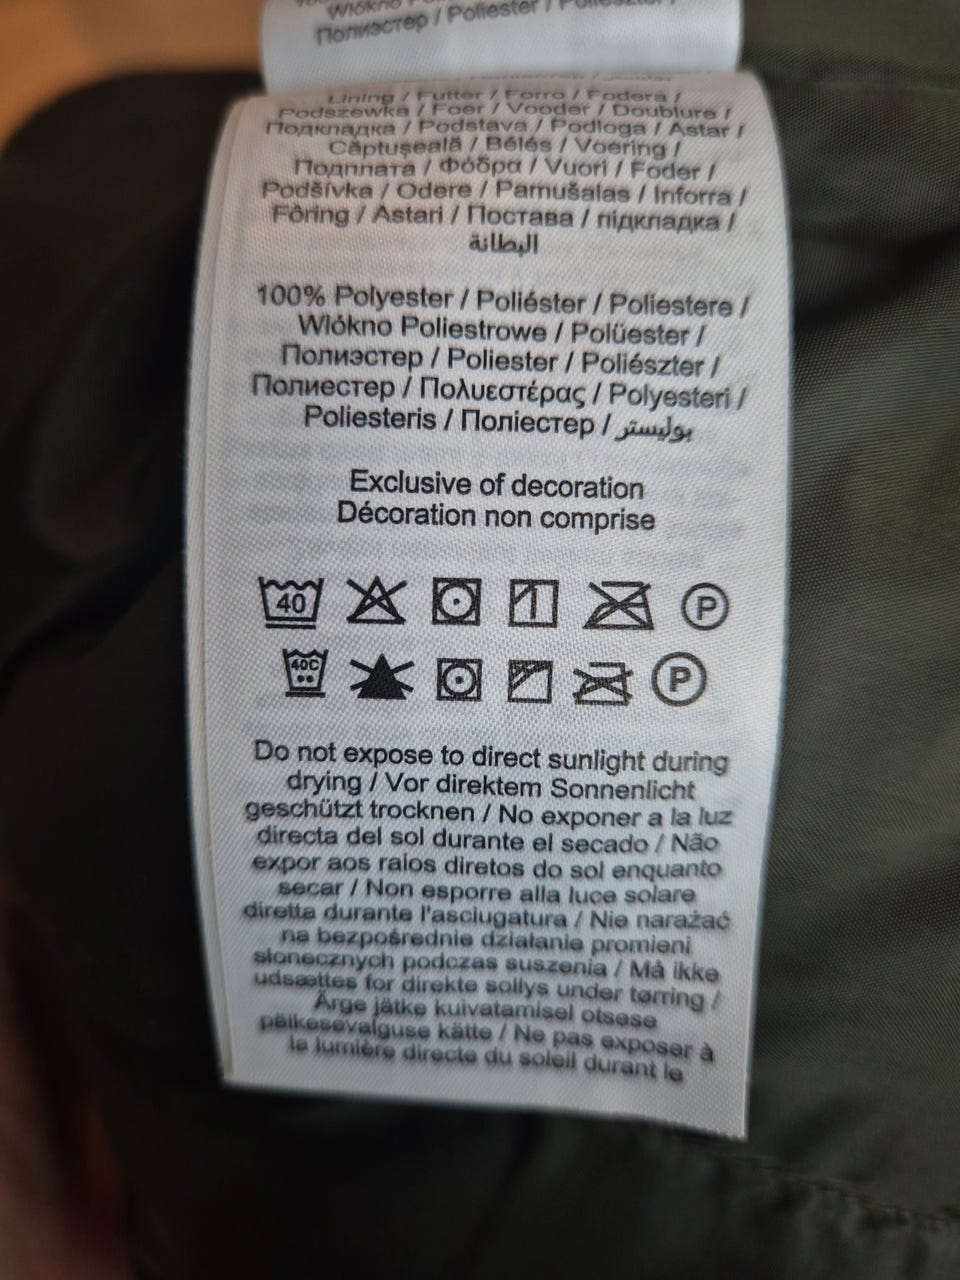 Włókno
Полиэстер / Poliester /
Lining / Futter / Forro / Fodera /
Podszewka / Foer / Vooder / Doublure /
Подкладка / Podstava / Podloga / Astar /
Căptușeală / Bélés / Voering /
Подплата / Φόδρα / Vuori / Foder /
Podšívka / Odere / Pamušalas / Inforra /
Fôring / Astari / Постава / підкладка /
البطانة
100% Polyester / Poliéster / Poliestere /
Wlókno Poliestrowe / Polüester /
Полиэстер / Poliester / Poliészter /
Полиестер / Πολυεστέρας / Polyesteri /
Poliesteris / Поліестер / بوليستر
Exclusive of decoration
Décoration non comprise
40 P
40C P
Do not expose to direct sunlight during
drying / Vor direktem Sonnenlicht
geschützt trocknen / No exponer a la luz
directa del sol durante el secado / Não
expor aos raios diretos do sol enquanto
secar / Non esporre alla luce solare
diretta durante l'asciugatura / Nie narażać
na bezpośrednie działanie promieni
słonecznych podczas suszenia / Må ikke
udsættes for direkte sollys under tørring /
Ärge jätke kuivatamisel otsese
päikesevalguse kätte / Ne pas exposer à
la lumière directe du soleil durant le